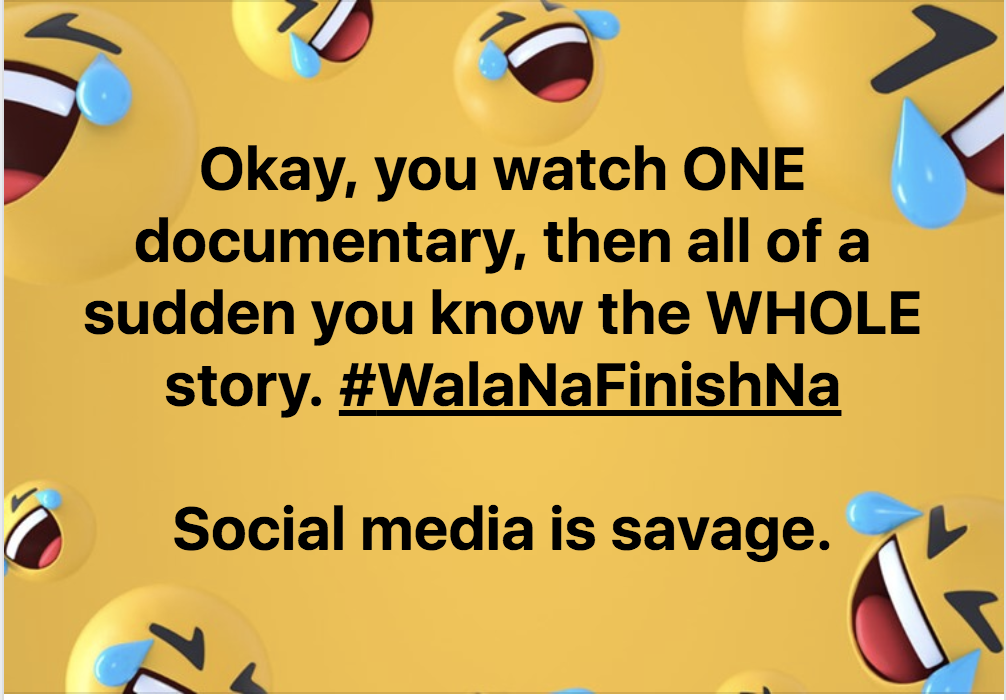 Okay, you watch ONE
documentary, then all of a
sudden you know the WHOLE
story. #WalaNaFinishNa
Social media is savage.